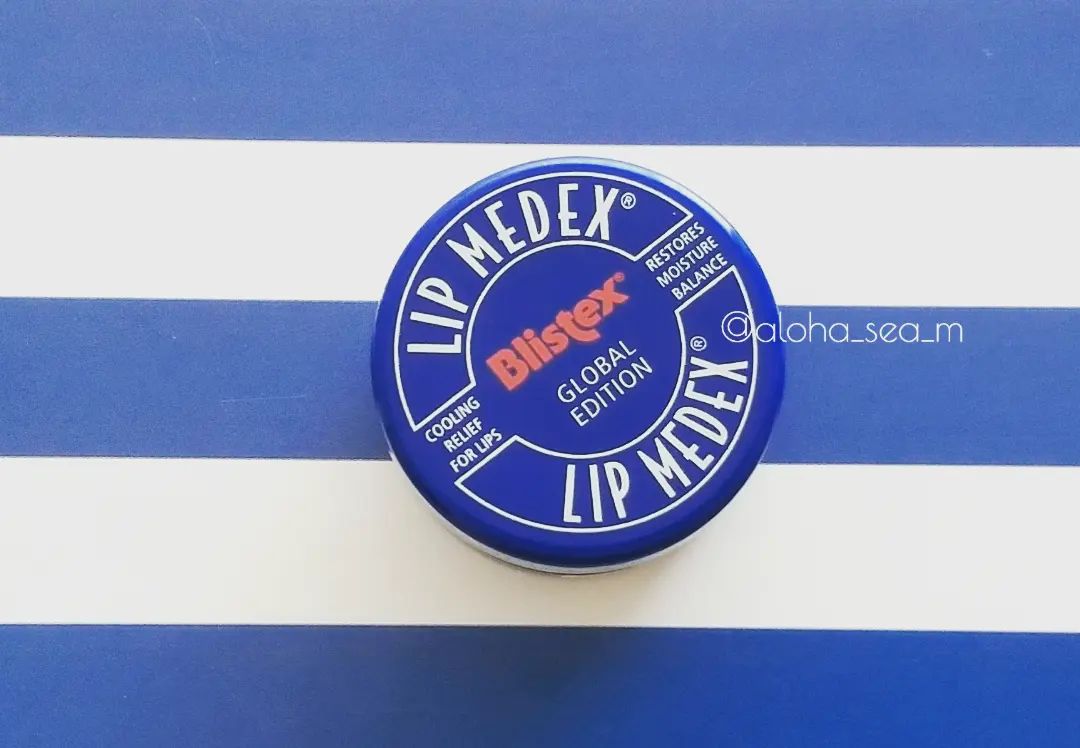 LIP MEDEX®
RESTORES
MOISTURE
BALANCE
Blistex®
GLOBAL
EDITION
COOLING
RELIEF
FOR LIPS
LIP MEDEX®
@aloha_sea_m